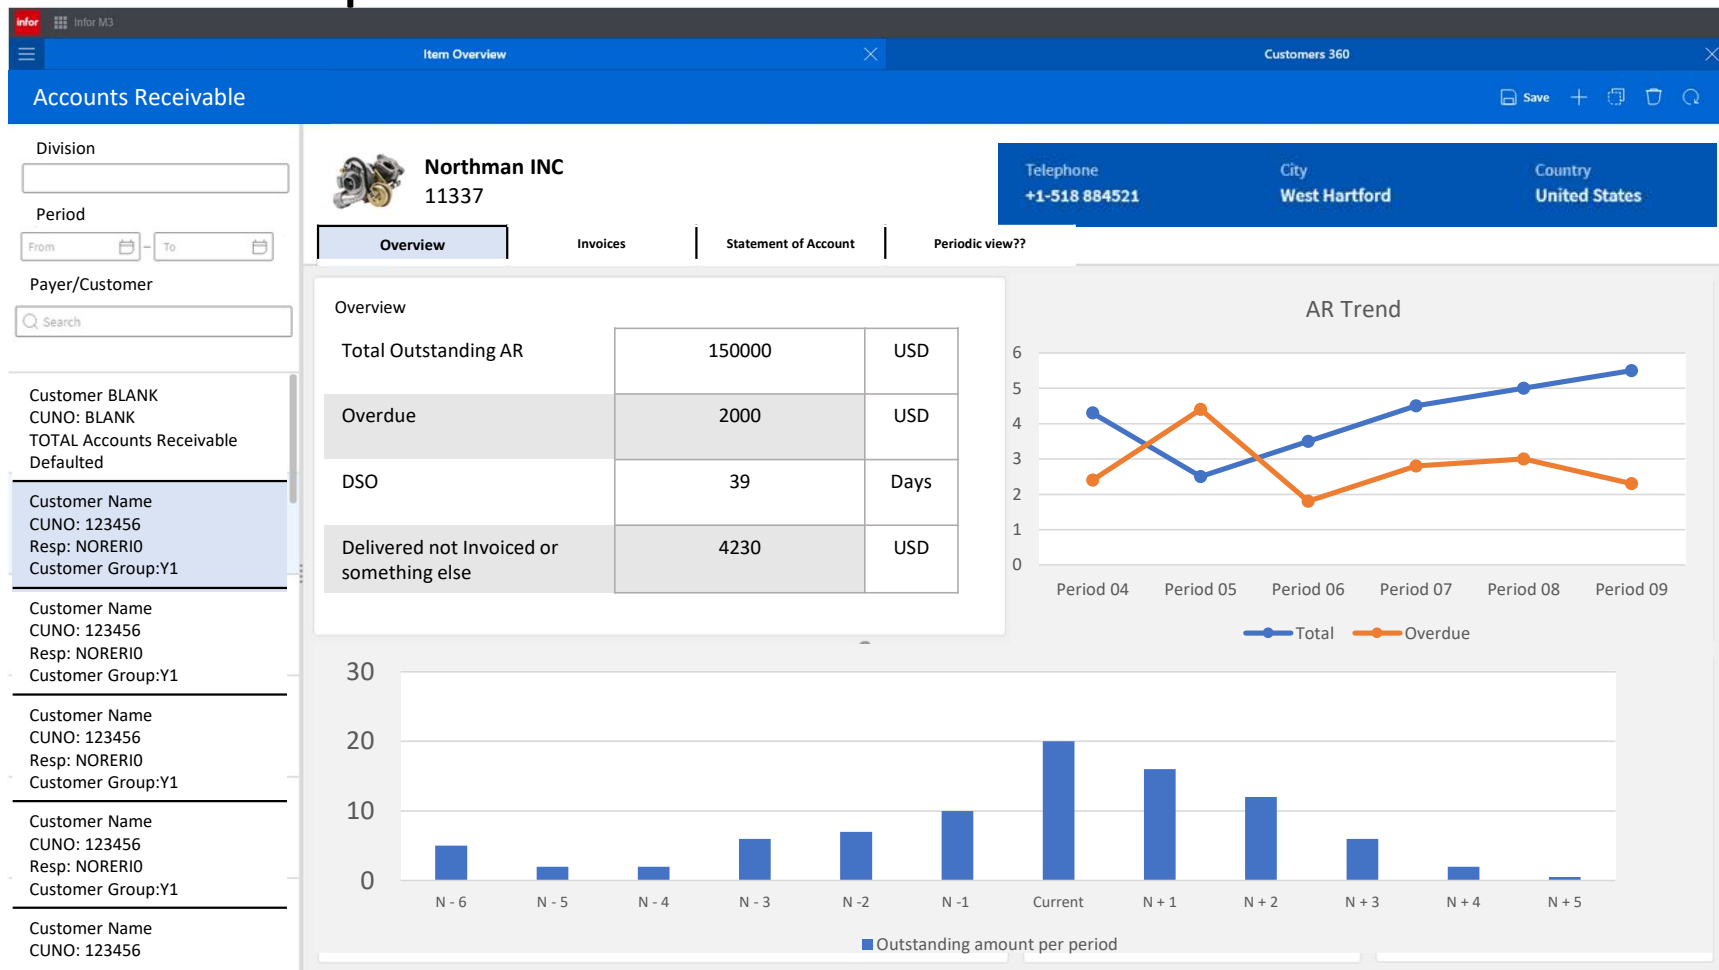 infor Infor M3
Item Overview
Customers 360
Accounts Receivable
Save
Division
Period
From – To
Payer/Customer
Search
Customer BLANK
CUNO: BLANK
TOTAL Accounts Receivable
Defaulted
Customer Name
CUNO: 123456
Resp: NORERI0
Customer Group:Y1
Customer Name
CUNO: 123456
Resp: NORERI0
Customer Group:Y1
Customer Name
CUNO: 123456
Resp: NORERI0
Customer Group:Y1
Customer Name
CUNO: 123456
Resp: NORERI0
Customer Group:Y1
Customer Name
CUNO: 123456
Northman INC
11337
Telephone
+1-518 884521
City
West Hartford
Country
United States
Overview
Invoices
Statement of Account
Periodic view??
Overview
Total Outstanding AR 150000 USD
Overdue 2000 USD
DSO 39 Days
Delivered not Invoiced or 4230 USD
something else
AR Trend
6
5
4
3
2
1
0
Period 04 Period 05 Period 06 Period 07 Period 08 Period 09
Total Overdue
30
20
10
0
N - 6 N - 5 N - 4 N - 3 N -2 N -1 Current N + 1 N + 2 N + 3 N + 4 N + 5
Outstanding amount per period